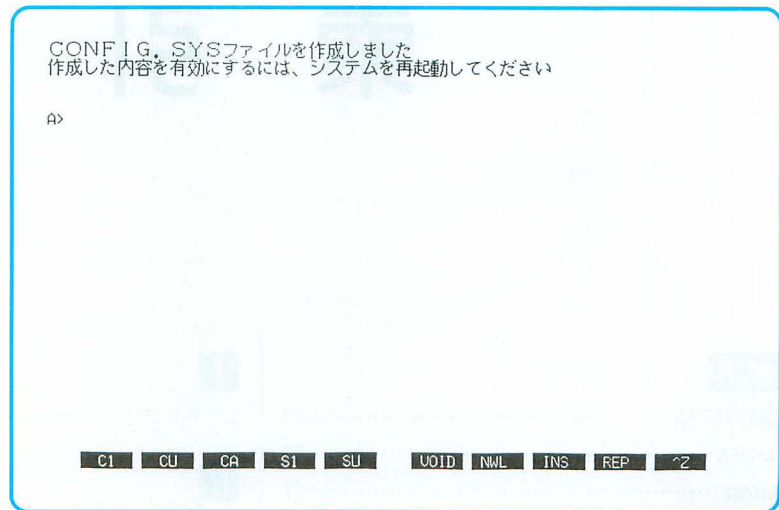 CONFIG.SYSファイルを作成しました
作成した内容を有効にするには、システムを再起動してください
A>
C1 CU CA S1 SU VOID NWL INS REP ^Z